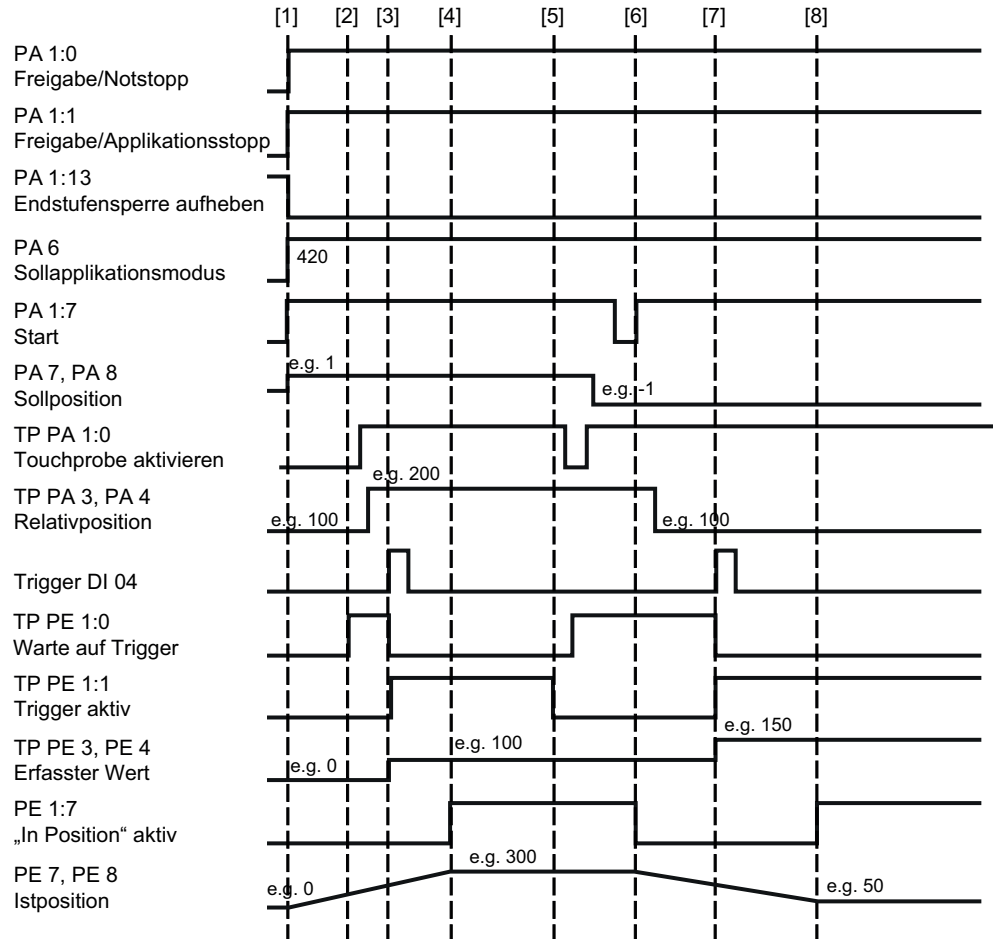 [1] [2] [3] [4] [5] [6] [7] [8]
PA 1:0
Freigabe/Notstopp
PA 1:1
Freigabe/Applikationsstopp
PA 1:13
Endstufensperre aufheben
PA 6
Sollapplikationsmodus
420
PA 1:7
Start
PA 7, PA 8
Sollposition
e.g. 1
e.g. -1
TP PA 1:0
Touchprobe aktivieren
TP PA 3, PA 4
Relativposition
e.g. 100
e.g. 200
e.g. 100
Trigger DI 04
TP PE 1:0
Warte auf Trigger
TP PE 1:1
Trigger aktiv
TP PE 3, PE 4
Erfasster Wert
e.g. 0
e.g. 100
e.g. 150
PE 1:7
„In Position“ aktiv
PE 7, PE 8
Istposition
e.g. 0
e.g. 300
e.g. 50